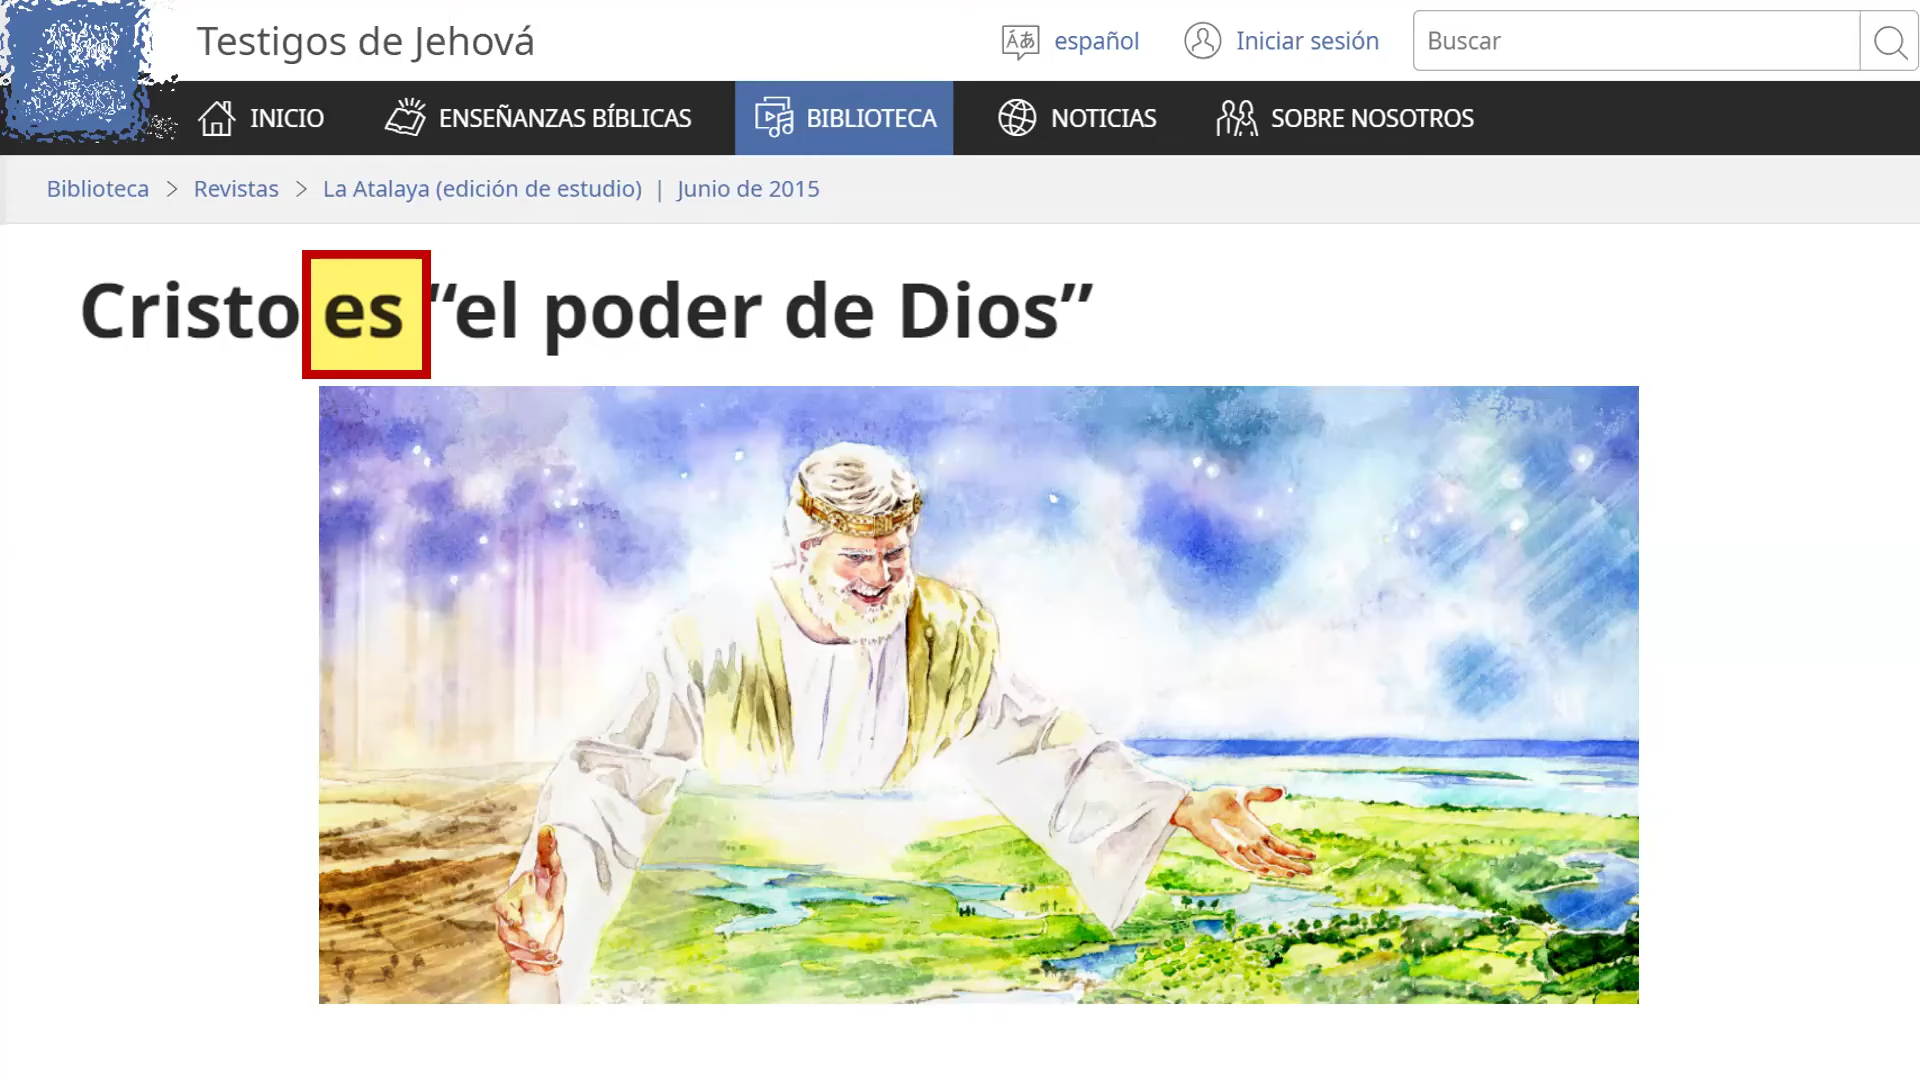 Testigos de Jehová
español
Iniciar sesión
Buscar
INICIO
ENSEÑANZAS BÍBLICAS
BIBLIOTECA
NOTICIAS
SOBRE NOSOTROS
Biblioteca > Revistas > La Atalaya (edición de estudio) | Junio de 2015
Cristo es “el poder de Dios”